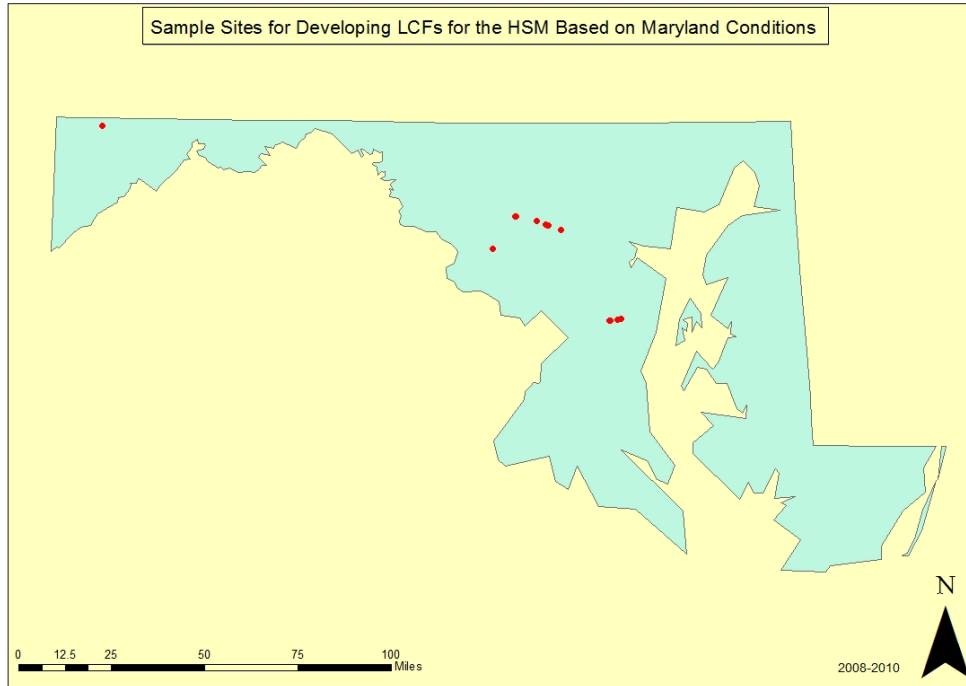 Sample Sites for Developing LCFs for the HSM Based on Maryland Conditions
N
0 12.5 25 50 75 100
Miles
2008-2010